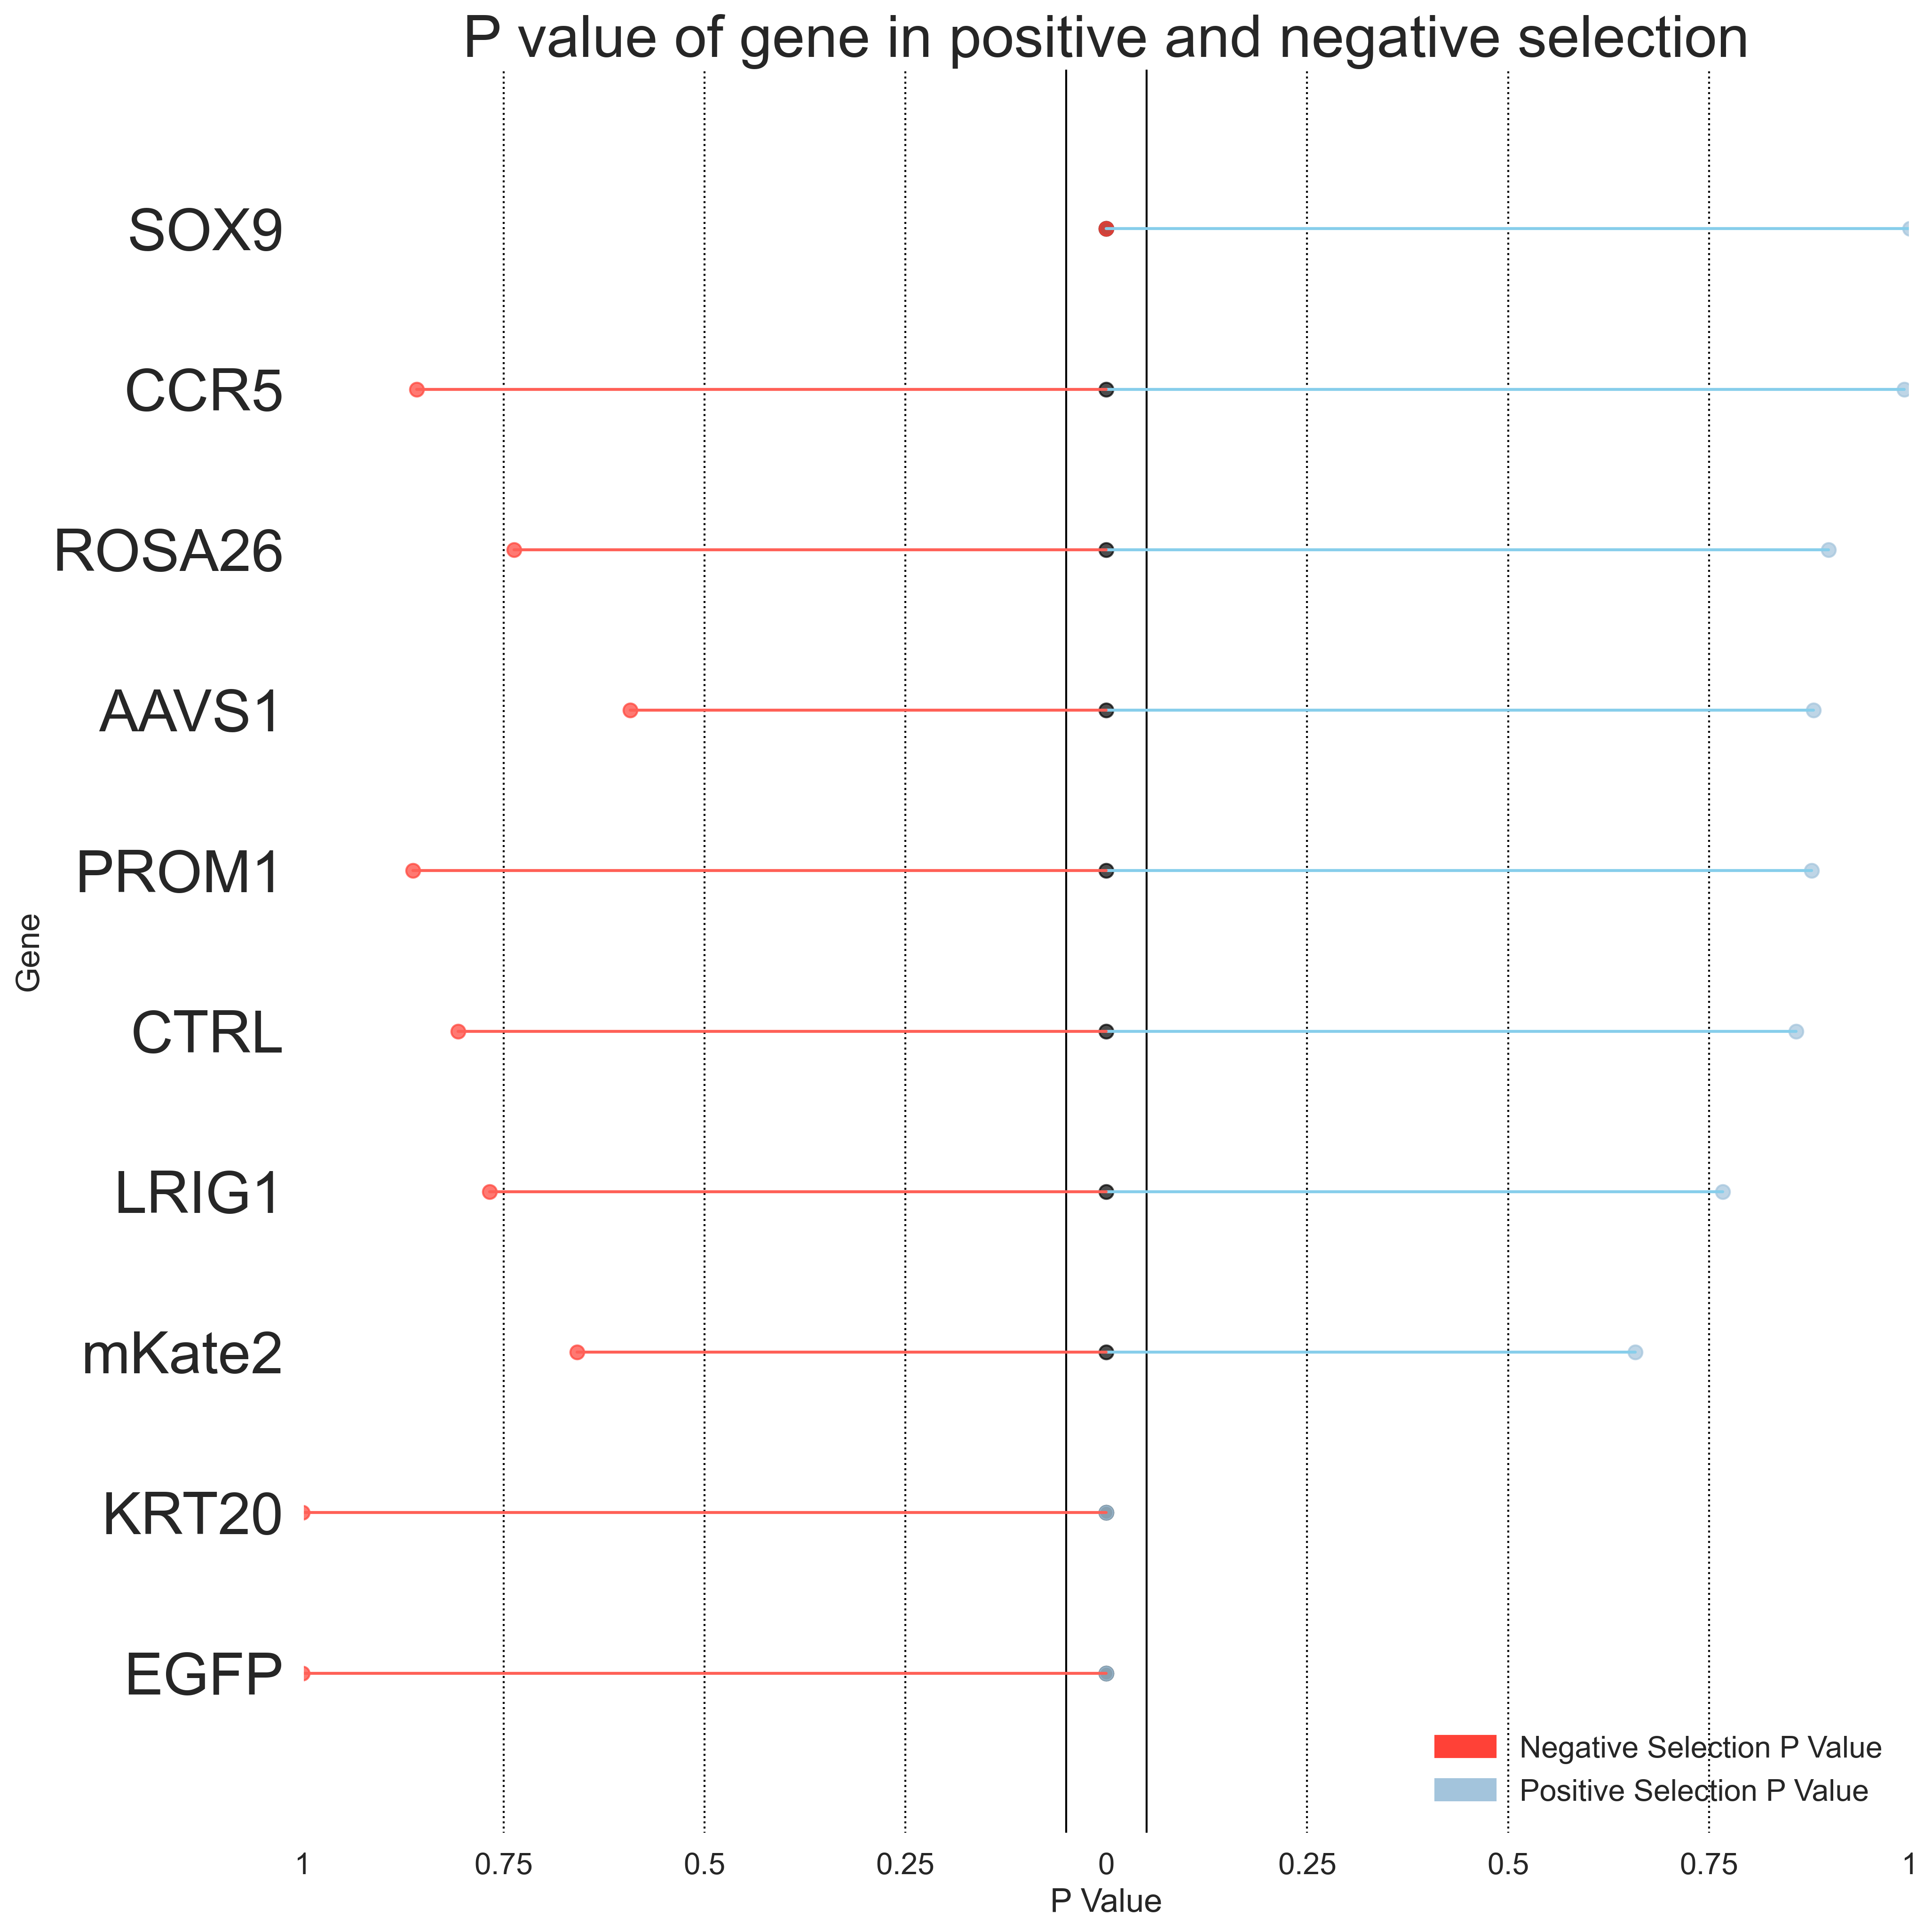 P value of gene in positive and negative selection
SOX9
CCR5
ROSA26
AAVS1
PROM1
Gene
CTRL
LRIG1
mKate2
KRT20
EGFP
Negative Selection P Value
Positive Selection P Value
1 0.75 0.5 0.25 0 0.25 0.5 0.75 1
P Value